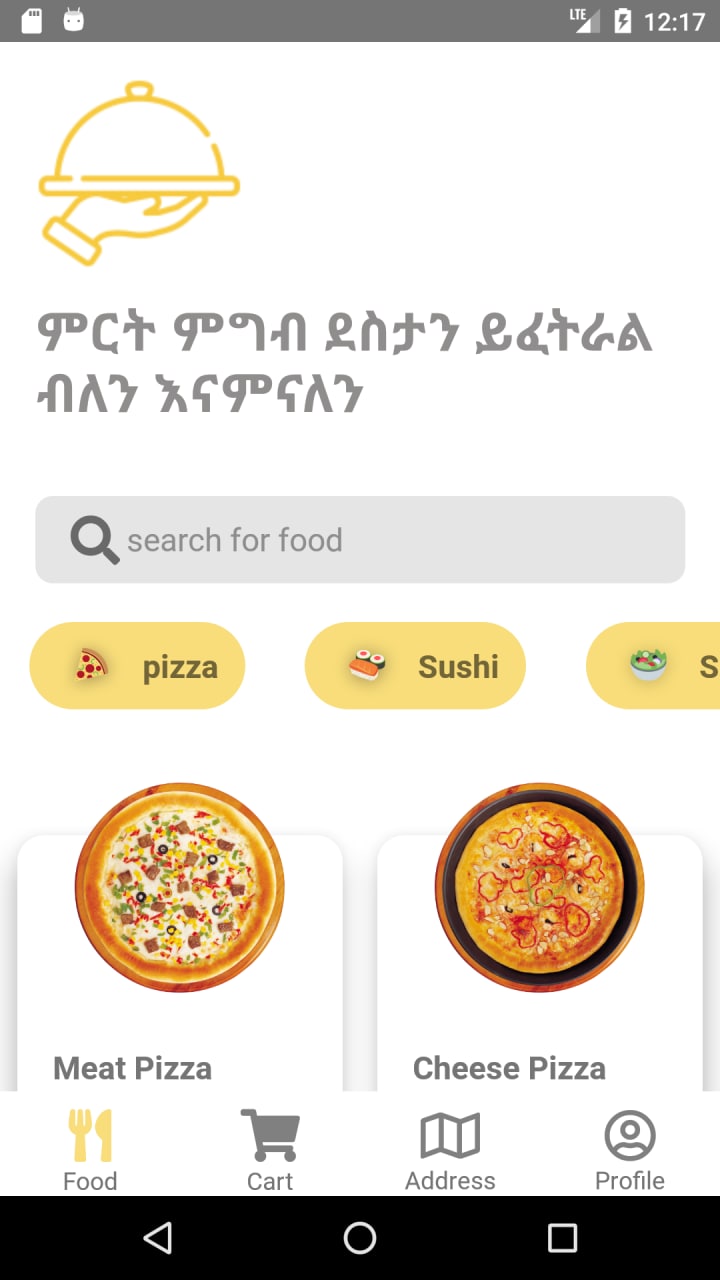 LTE 12:17
ምርት ምግብ ደስታን ይፈትራል
ብለን እናምናለን
search for food
pizza Sushi S
Meat Pizza Cheese Pizza
Food Cart Address Profile